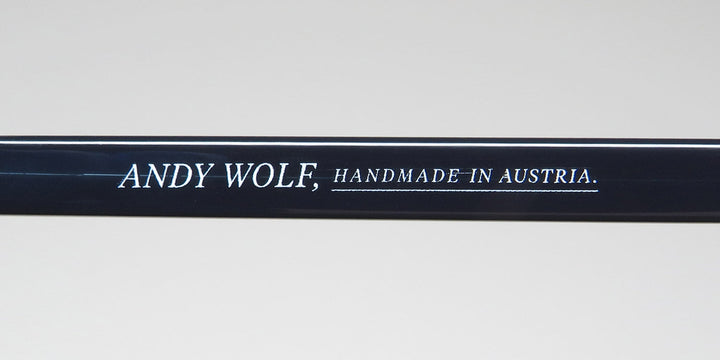 ANDY WOLF, HANDMADE IN AUSTRIA.